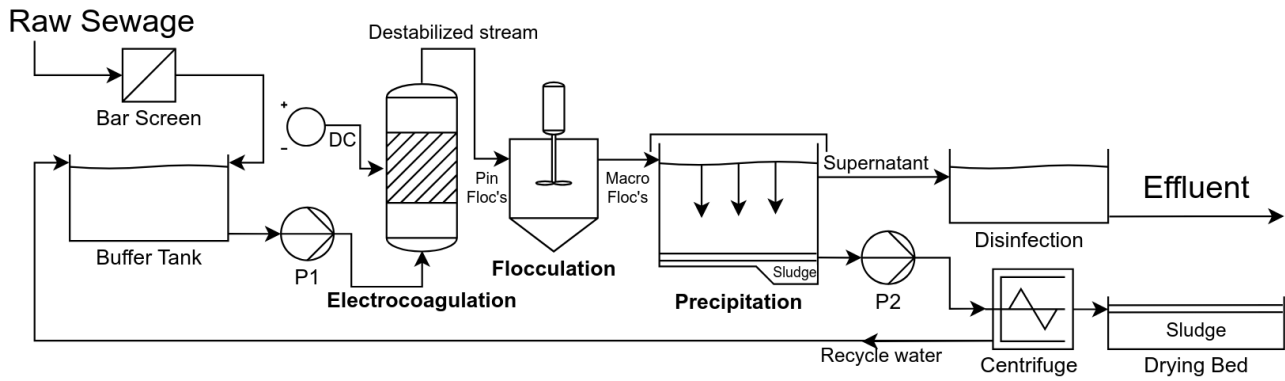 Raw Sewage
Destabilized stream
Bar Screen
+
-
DC
Pin
Floc's
Macro
Floc's
Supernatant
Effluent
Buffer Tank
P1
Electrocoagulation
Flocculation
Sludge
Precipitation
P2
Disinfection
Recycle water
Centrifuge
Sludge
Drying Bed